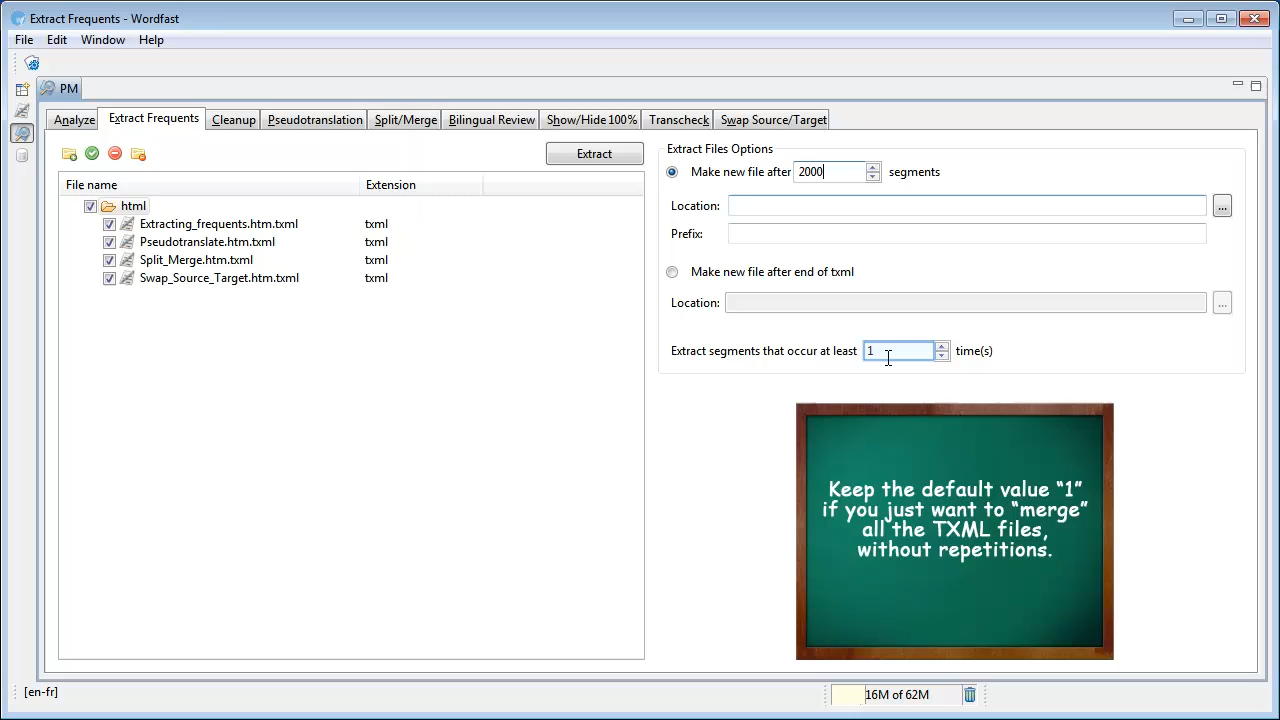 Extract Frequents - Wordfast
File Edit Window Help
PM
Analyze Extract Frequents Cleanup Pseudotranslation Split/Merge Bilingual Review Show/Hide 100% Transcheck Swap Source/Target
Extract
File name Extension
html
Extracting_frequents.htm.txml txml
Pseudotranslate.htm.txml txml
Split_Merge.htm.txml txml
Swap_Source_Target.htm.txml txml
Extract Files Options
Make new file after 2000 segments
Location: ...
Prefix:
Make new file after end of txml
Location: ...
Extract segments that occur at least 1 time(s)
Keep the default value “1”
if you just want to “merge”
all the TXML files,
without repetitions.
[en-fr]
16M of 62M